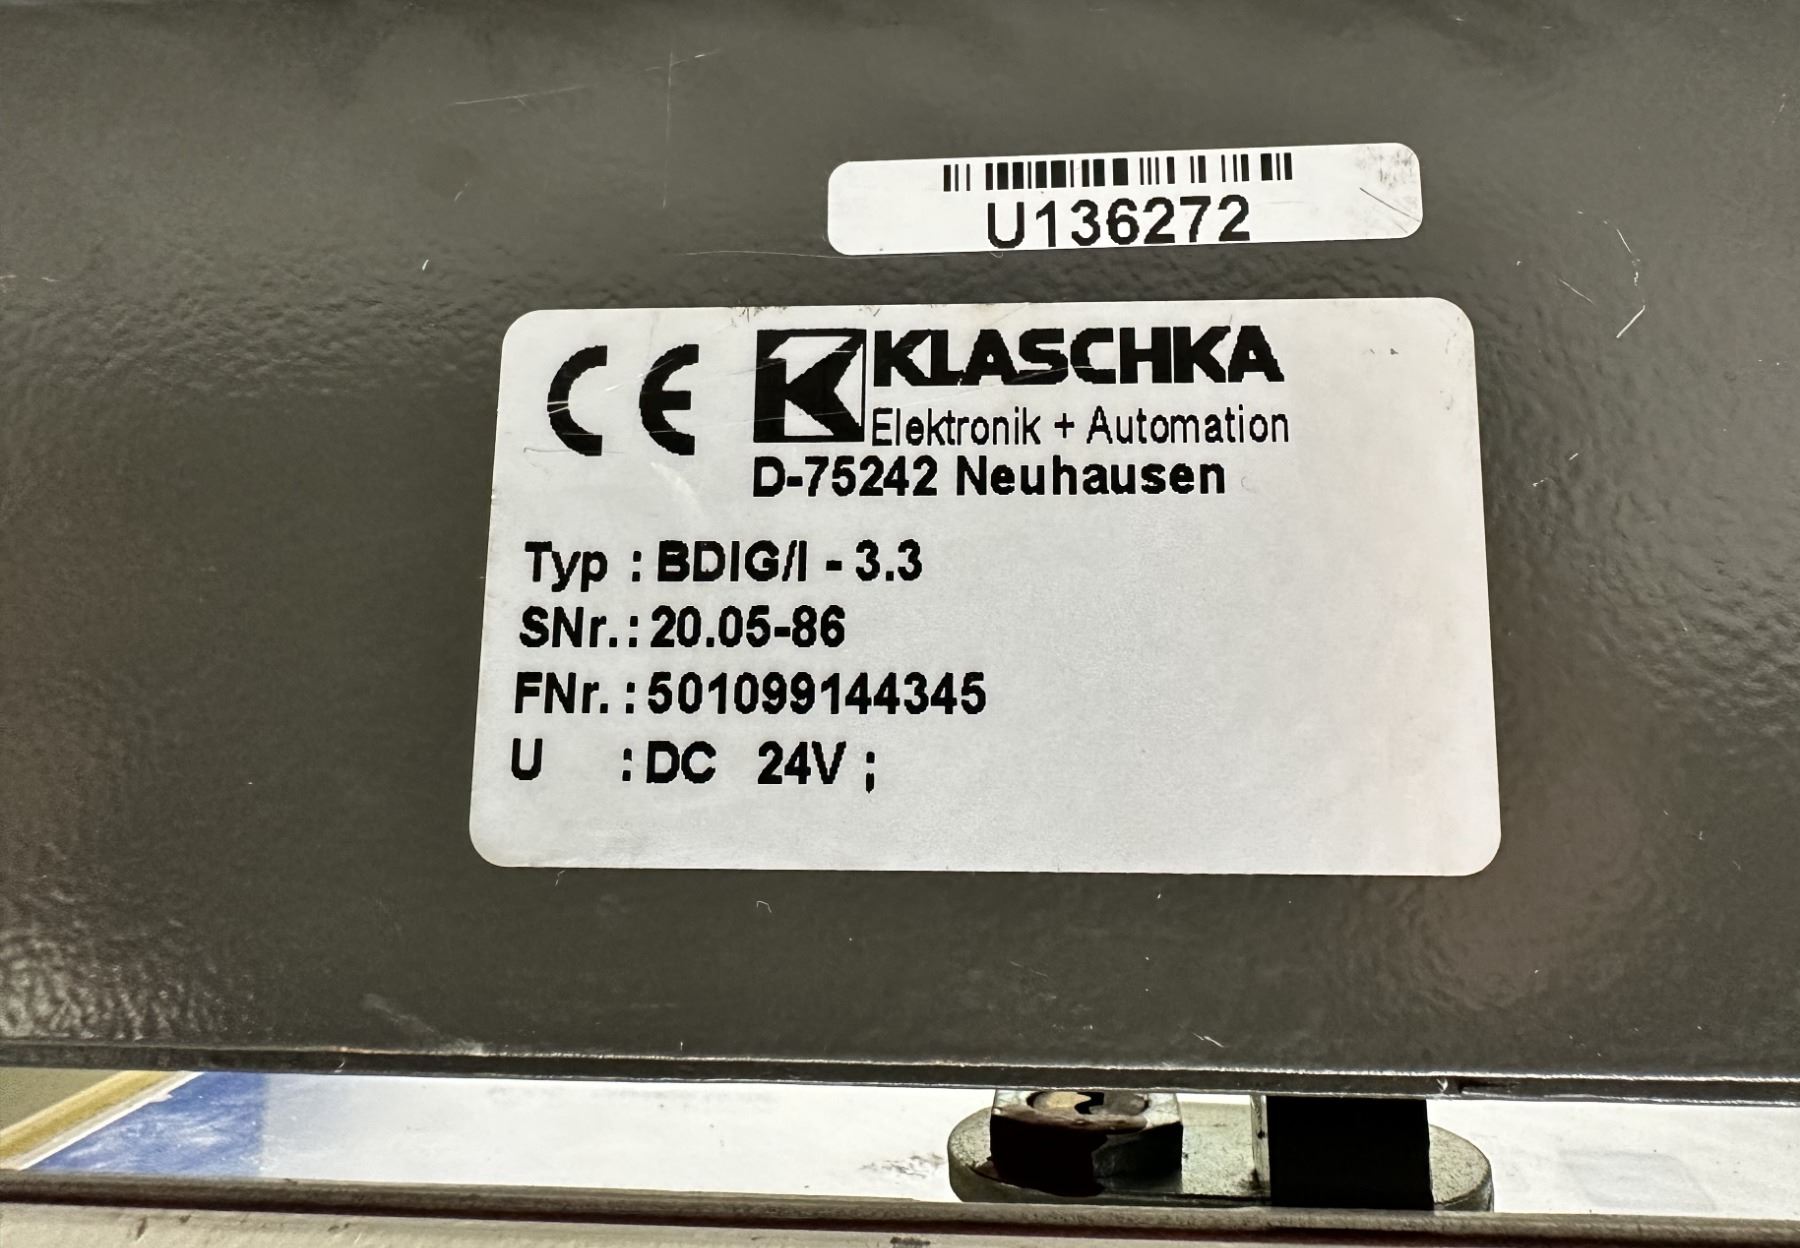 U136272
CE KLASCHKA
Elektronik + Automation
D-75242 Neuhausen
Typ : BDIG/I - 3.3
SNr. : 20.05-86
FNr. : 501099144345
U : DC 24V ;